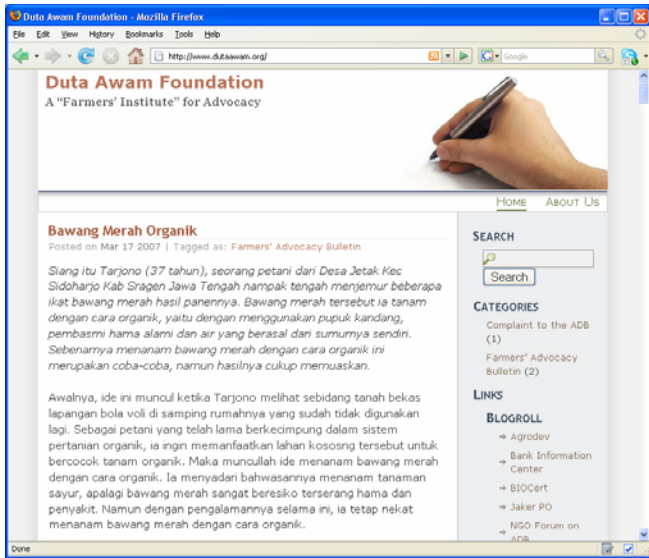 Duta Awam Foundation - Mozilla Firefox
File Edit View History Bookmarks Tools Help
http://www.dutaawam.org/
Google
Duta Awam Foundation
A “Farmers’ Institute” for Advocacy
Home About Us
Bawang Merah Organik
Posted on Mar 17 2007 | Tagged as: Farmers' Advocacy Bulletin
Siang itu Tarjono (37 tahun), seorang petani dari Desa Jetak Kec
Sidoharjo Kab Sragen Jawa Tengah nampak tengah menjemur beberapa
ikat bawang merah hasil panennya. Bawang merah tersebut ia tanam
dengan cara organik, yaitu dengan menggunakan pupuk kandang,
pembasmi hama alami dan air yang berasal dari sumurnya sendiri.
Sebenarnya menanam bawang merah dengan cara organik ini
merupakan coba-coba, namun hasilnya cukup memuaskan.
Awalnya, ide ini muncul ketika Tarjono melihat sebidang tanah bekas
lapangan bola voli di samping rumahnya yang sudah tidak digunakan
lagi. Sebagai petani yang telah lama berkecimpung dalam sistem
pertanian organik, ia ingin memanfaatkan lahan kososng tersebut untuk
bercocok tanam organik. Maka muncullah ide menanam bawang merah
dengan cara organik. Ia menyadari bahwasannya menanam tanaman
sayur, apalagi bawang merah sangat beresiko terserang hama dan
penyakit. Namun dengan pengalamannya selama ini, ia tetap nekat
menanam bawang merah dengan cara organik.
Search
Search
Categories
Complaint to the ADB
(1)
Farmers' Advocacy
Bulletin (2)
Links
Blogroll
⇒ Agrodev
⇒ Bank Information
Center
⇒ BIOCert
⇒ Jaker PO
⇒ NGO Forum on
ADB
Done